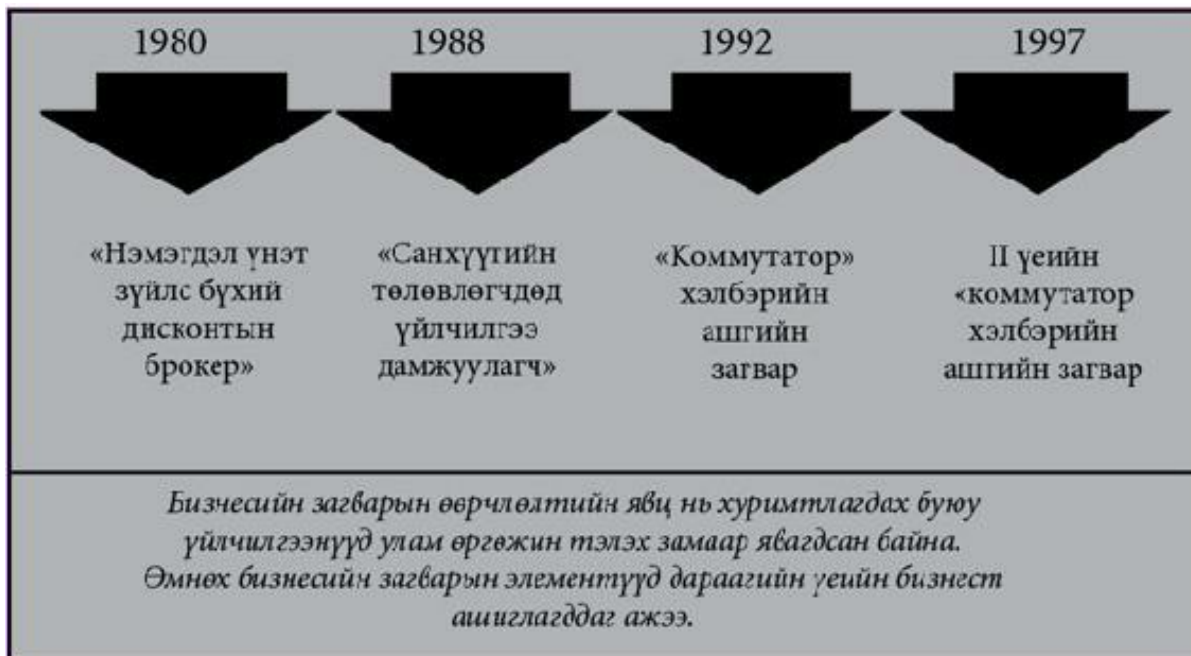 1980 1988 1992 1997
«Нэмэгдэл үнэт
зүйлс бүхий
дисконтын
брокер»
«Санхүүгийн
төлөвлөгчдөд
үйлчилгээ
дамжуулагч»
«Коммутатор»
хэлбэрийн
ашгийн
загвар
II үеийн
«коммутатор
хэлбэрийн
ашгийн загвар
Бизнесийн загварын өөрчлөлтийн явц нь хуримтлагдах буюу
үйлчилгээнүүд улам өргөжин тэлэх замаар явагдсан байна.
Өмнөх бизнесийн загварын элементүүд дараагийн үеийн бизнест
ашиглагддаг ажээ.